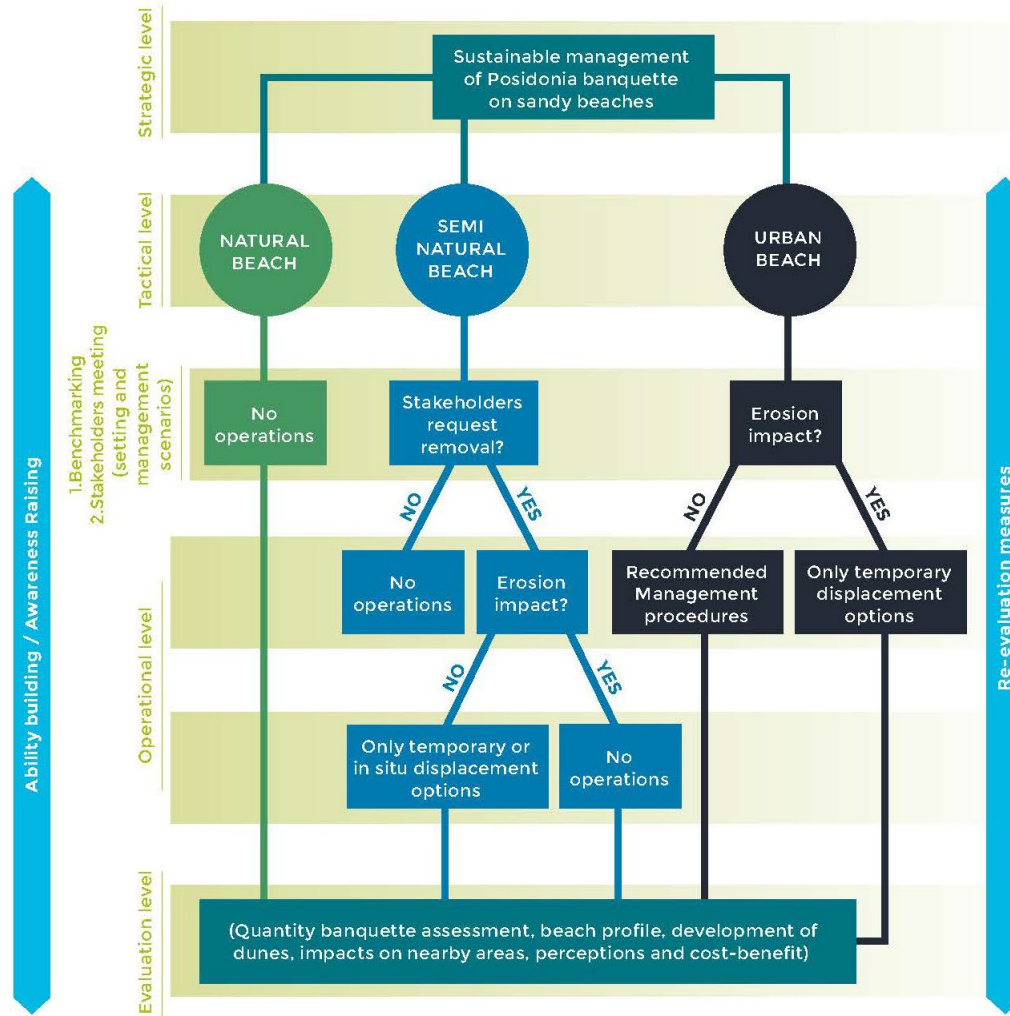 Strategic level
Sustainable management
of Posidonia banquette
on sandy beaches
Tactical level
NATURAL
BEACH
SEMI
NATURAL
BEACH
URBAN
BEACH
1.Benchmarking
2.Stakeholders meeting
(setting and
management
scenarios)
No
operations
Stakeholders
request
removal?
Erosion
impact?
NO
YES
NO
YES
Operational level
No
operations
Erosion
impact?
Recommended
Management
procedures
Only temporary
displacement
options
NO
YES
Only temporary or
in situ displacement
options
No
operations
Evaluation level
(Quantity banquette assessment, beach profile, development of
dunes, impacts on nearby areas, perceptions and cost-benefit)
Ability building / Awareness Raising
Re-evaluation measures